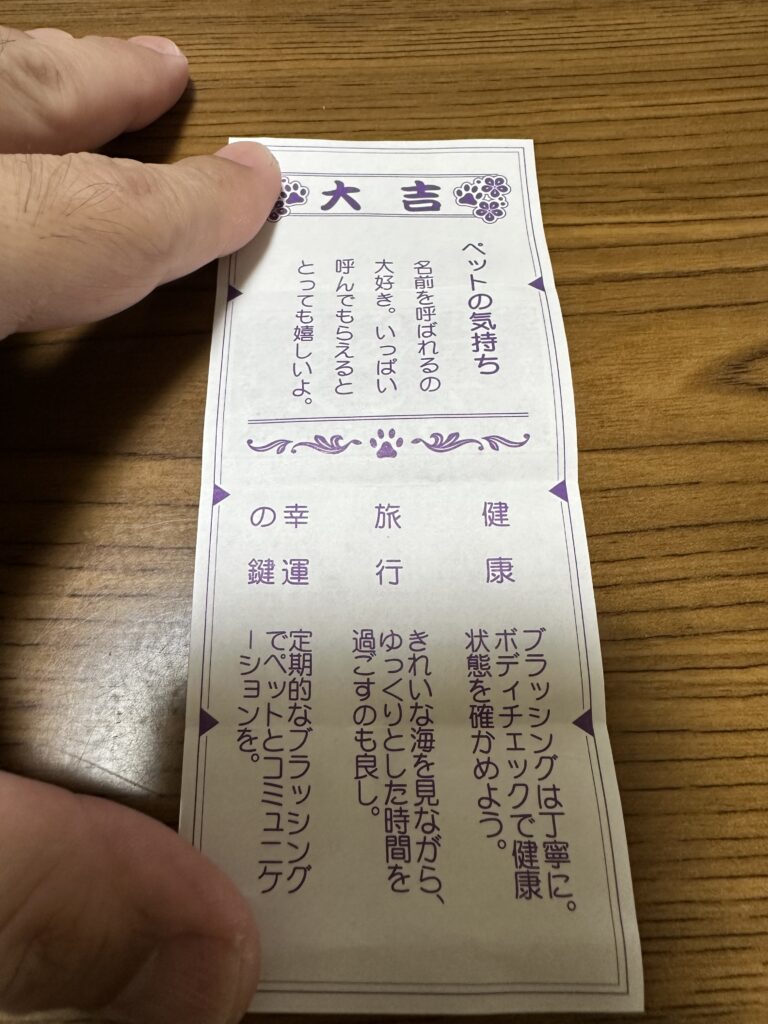 大吉
ペットの気持ち
名前を呼ばれるの
大好き。いっぱい
呼んでもらえると
とっても嬉しいよ。
健康
ブラッシングは丁寧に。
ボディチェックで健康
状態を確かめよう。
旅行
きれいな海を見ながら、
ゆっくりとした時間を
過ごすのも良し。
幸運
の鍵
定期的なブラッシング
でペットとコミュニケ
ーションを。